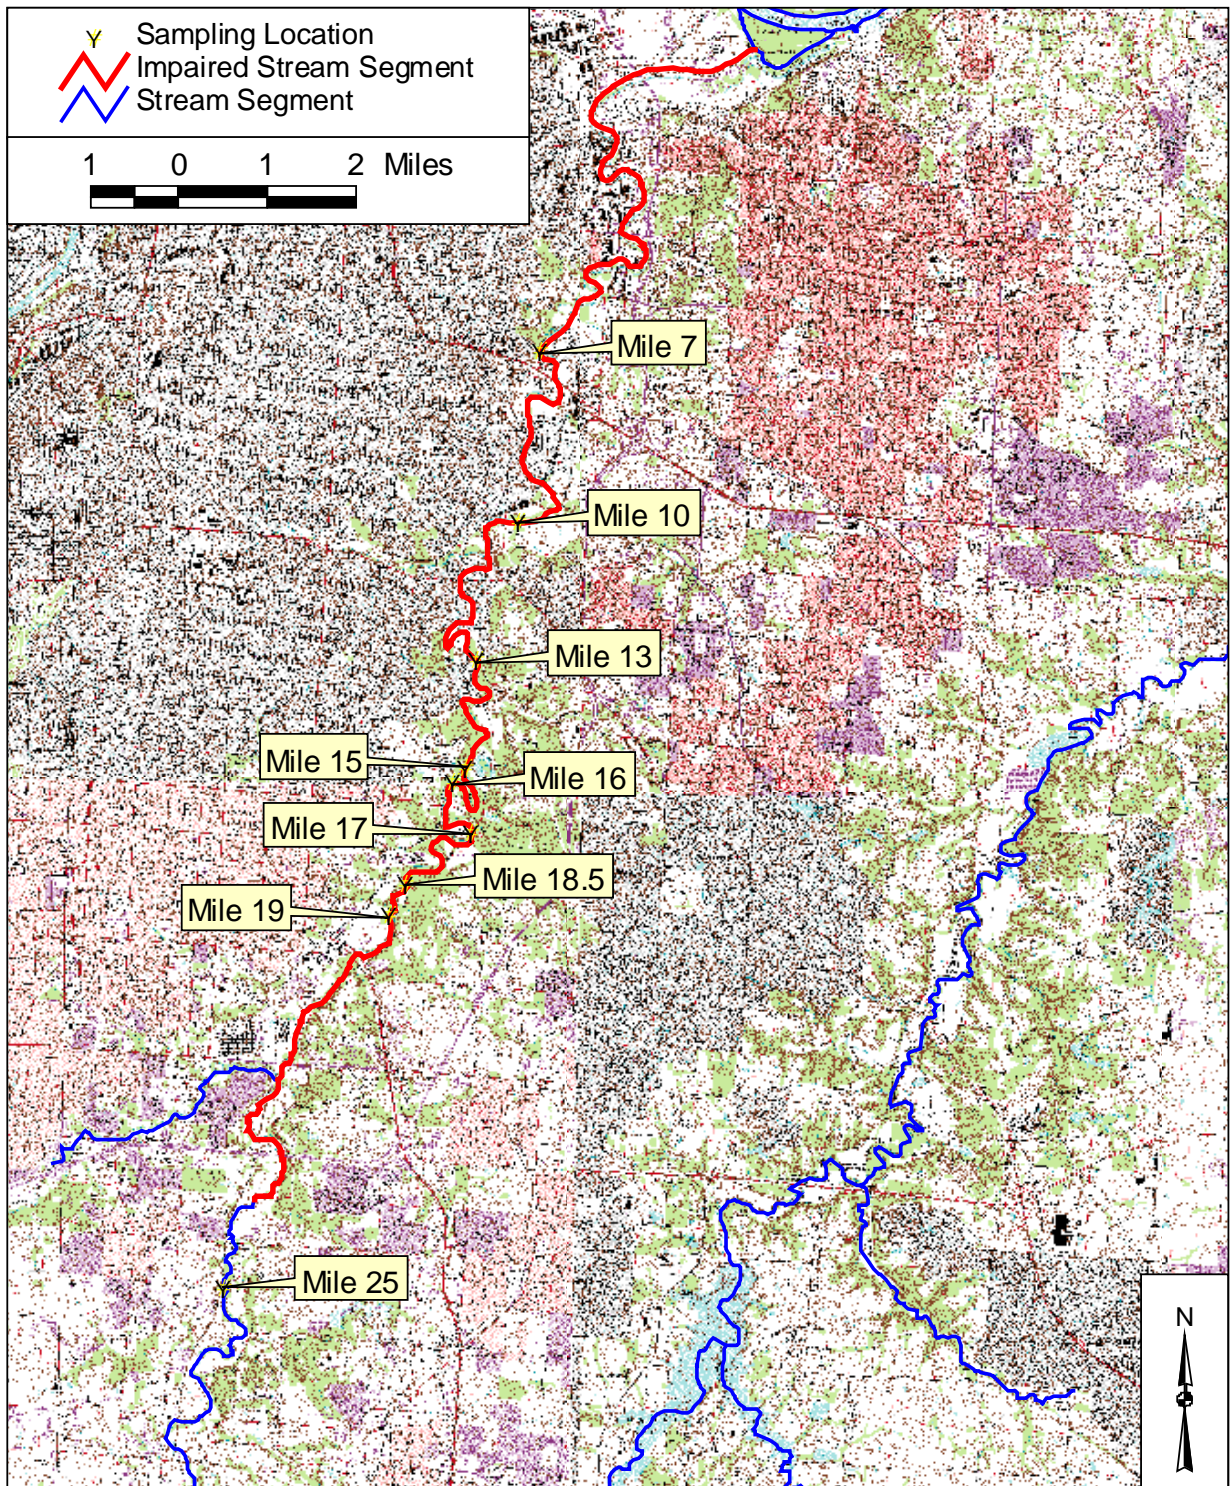 Sampling Location
Impaired Stream Segment
Stream Segment
1 0 1 2 Miles
Mile 7
Mile 10
Mile 13
Mile 15
Mile 16
Mile 17
Mile 18.5
Mile 19
Mile 25
N